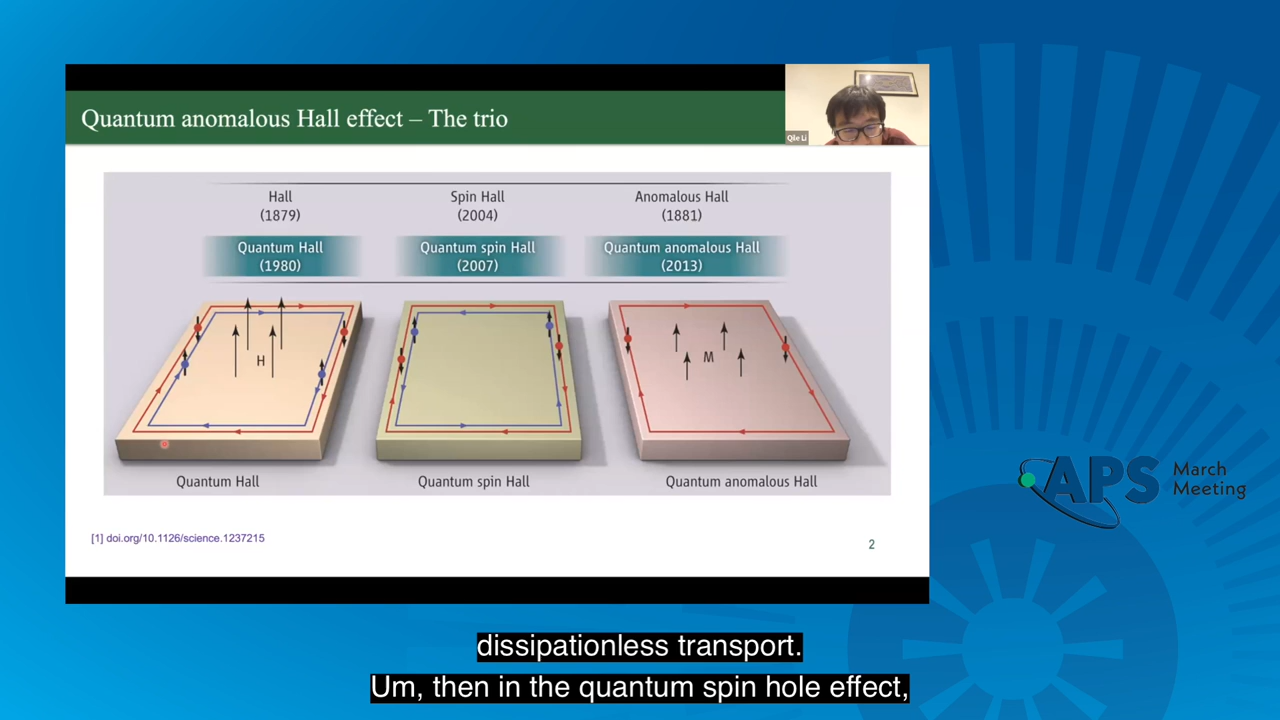 Quantum anomalous Hall effect – The trio
Qile Li
Hall
(1879)
Spin Hall
(2004)
Anomalous Hall
(1881)
Quantum Hall
(1980)
Quantum spin Hall
(2007)
Quantum anomalous Hall
(2013)
H
M
Quantum Hall
Quantum spin Hall
Quantum anomalous Hall
[1] doi.org/10.1126/science.1237215
2
APS
March
Meeting
dissipationless transport.
Um, then in the quantum spin hole effect,